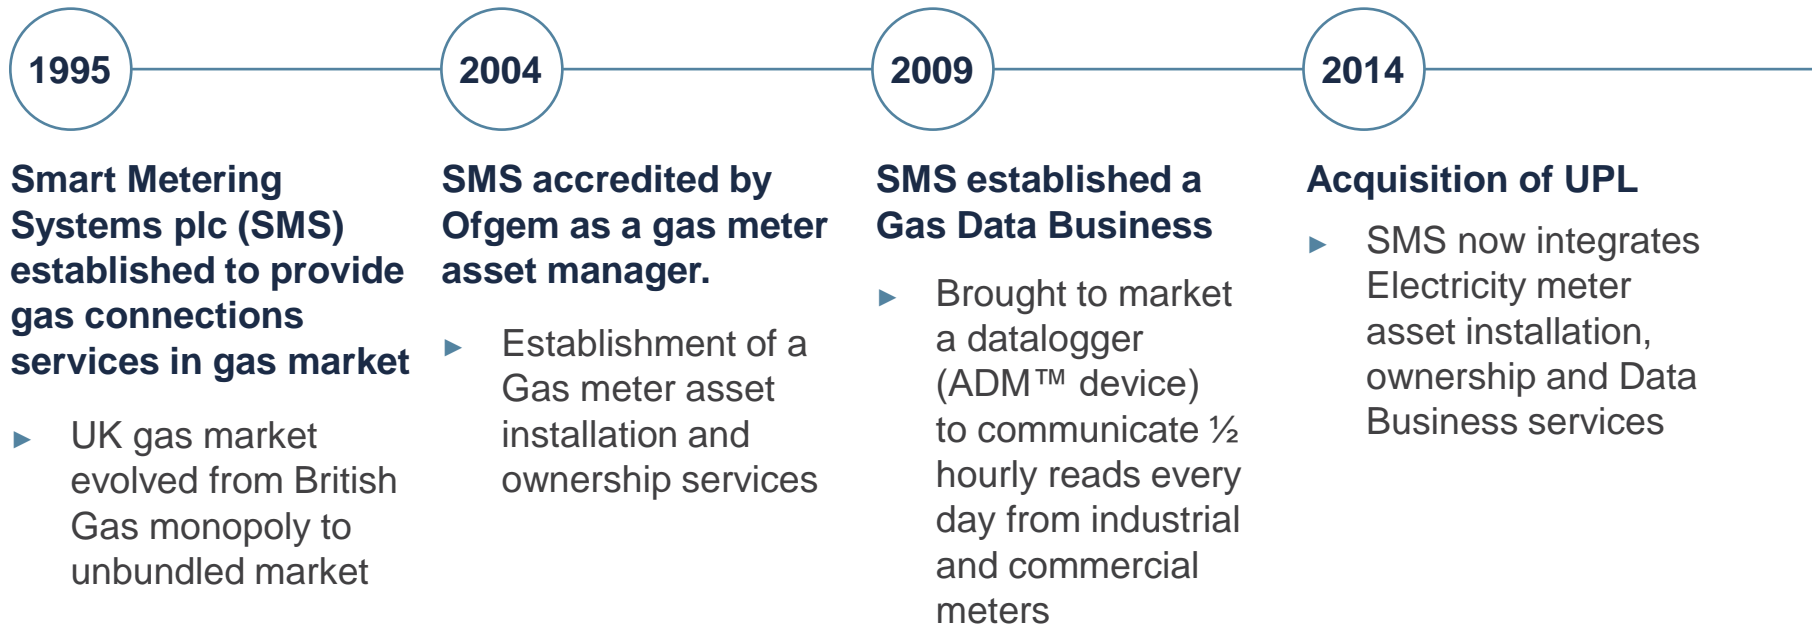 1995
Smart Metering
Systems plc (SMS)
established to provide
gas connections
services in gas market
► UK gas market
evolved from British
Gas monopoly to
unbundled market
2004
SMS accredited by
Ofgem as a gas meter
asset manager.
► Establishment of a
Gas meter asset
installation and
ownership services
2009
SMS established a
Gas Data Business
► Brought to market
a datalogger
(ADM™ device)
to communicate ½
hourly reads every
day from industrial
and commercial
meters
2014
Acquisition of UPL
► SMS now integrates
Electricity meter
asset installation,
ownership and Data
Business services